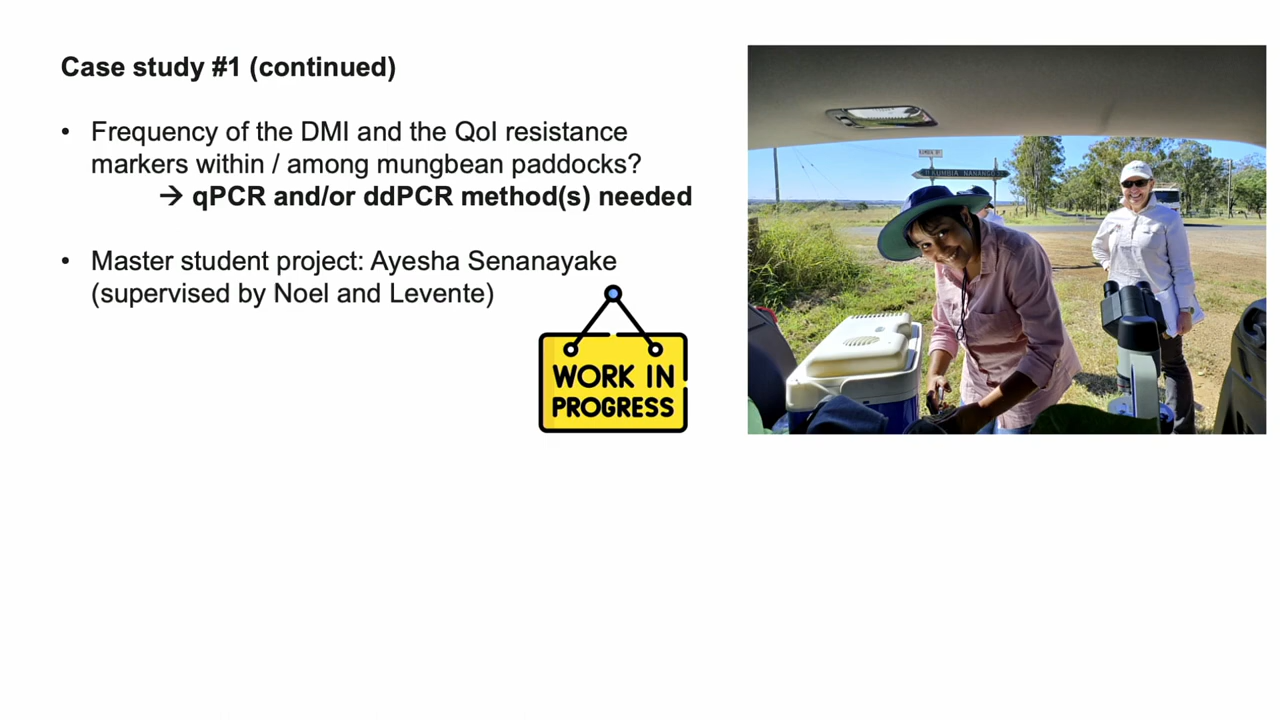 Case study #1 (continued)
• Frequency of the DMI and the QoI resistance
markers within / among mungbean paddocks?
→ qPCR and/or ddPCR method(s) needed
• Master student project: Ayesha Senanayake
(supervised by Noel and Levente)
WORK IN
PROGRESS